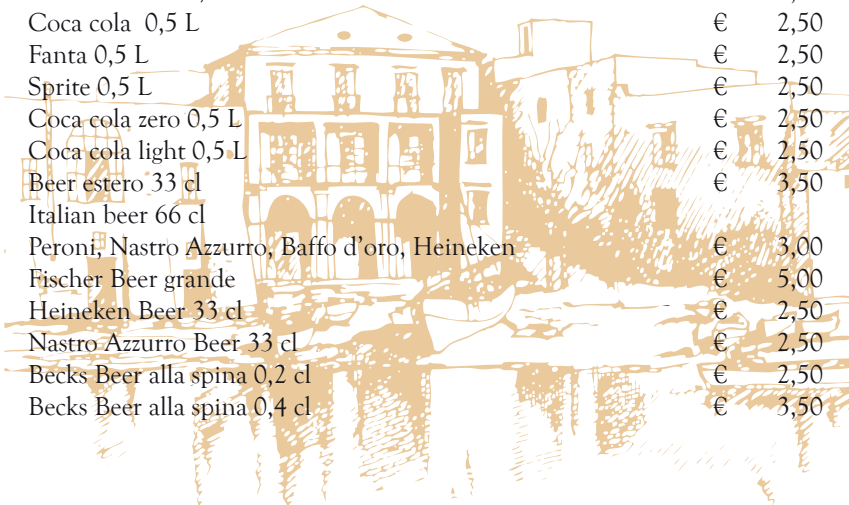 Coca cola 0,5 L € 2,50
Fanta 0,5 L € 2,50
Sprite 0,5 L € 2,50
Coca cola zero 0,5 L € 2,50
Coca cola light 0,5 L € 2,50
Beer estero 33 cl € 3,50
Italian beer 66 cl
Peroni, Nastro Azzurro, Baffo d'oro, Heineken € 3,00
Fischer Beer grande € 5,00
Heineken Beer 33 cl € 2,50
Nastro Azzurro Beer 33 cl € 2,50
Becks Beer alla spina 0,2 cl € 2,50
Becks Beer alla spina 0,4 cl € 3,50